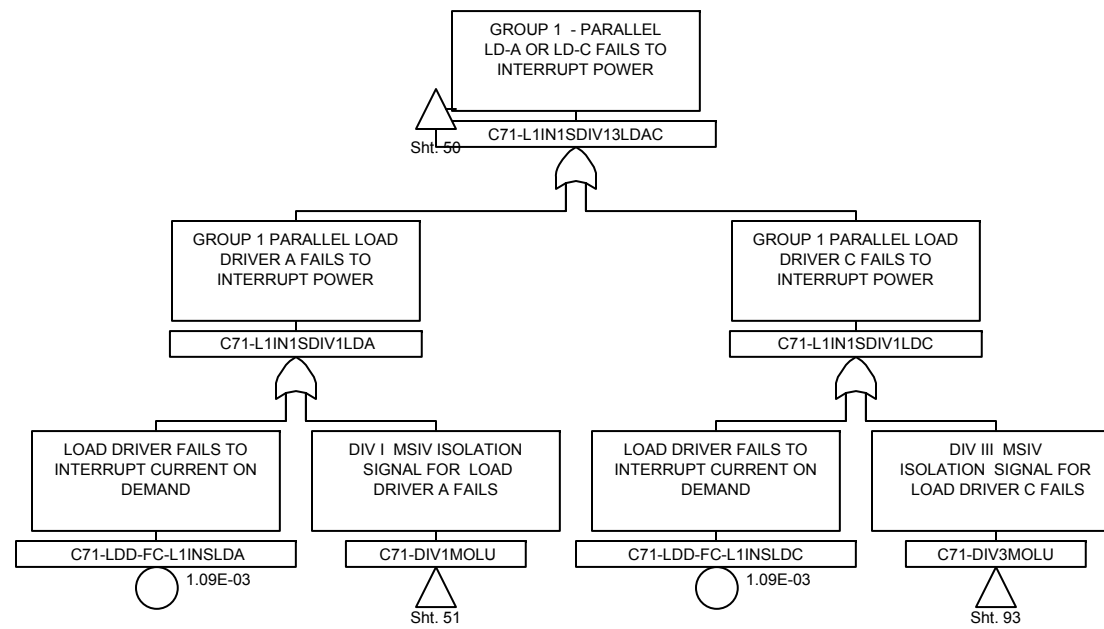 GROUP 1  - PARALLEL
LD-A OR LD-C FAILS TO
INTERRUPT POWER
C71-L1IN1SDIV13LDAC
Sht. 50
GROUP 1 PARALLEL LOAD
DRIVER A FAILS TO
INTERRUPT POWER
C71-L1IN1SDIV1LDA
GROUP 1 PARALLEL LOAD
DRIVER C FAILS TO
INTERRUPT POWER
C71-L1IN1SDIV1LDC
LOAD DRIVER FAILS TO
INTERRUPT CURRENT ON
DEMAND
C71-LDD-FC-L1INSLDA
1.09E-03
DIV I  MSIV ISOLATION
SIGNAL FOR  LOAD
DRIVER A FAILS
C71-DIV1MOLU
Sht. 51
LOAD DRIVER FAILS TO
INTERRUPT CURRENT ON
DEMAND
C71-LDD-FC-L1INSLDC
1.09E-03
DIV III  MSIV
ISOLATION  SIGNAL FOR
LOAD DRIVER C FAILS
C71-DIV3MOLU
Sht. 93